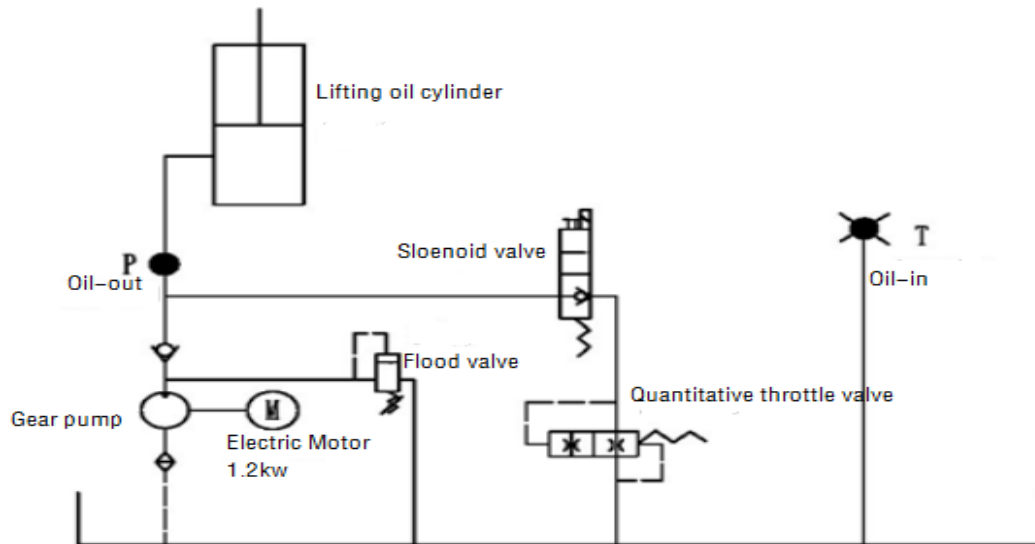 Lifting oil cylinder
Sloenoid valve
P
T
Oil-out
Oil-in
Flood valve
Quantitative throttle valve
Gear pump
M
Electric Motor
1.2kw